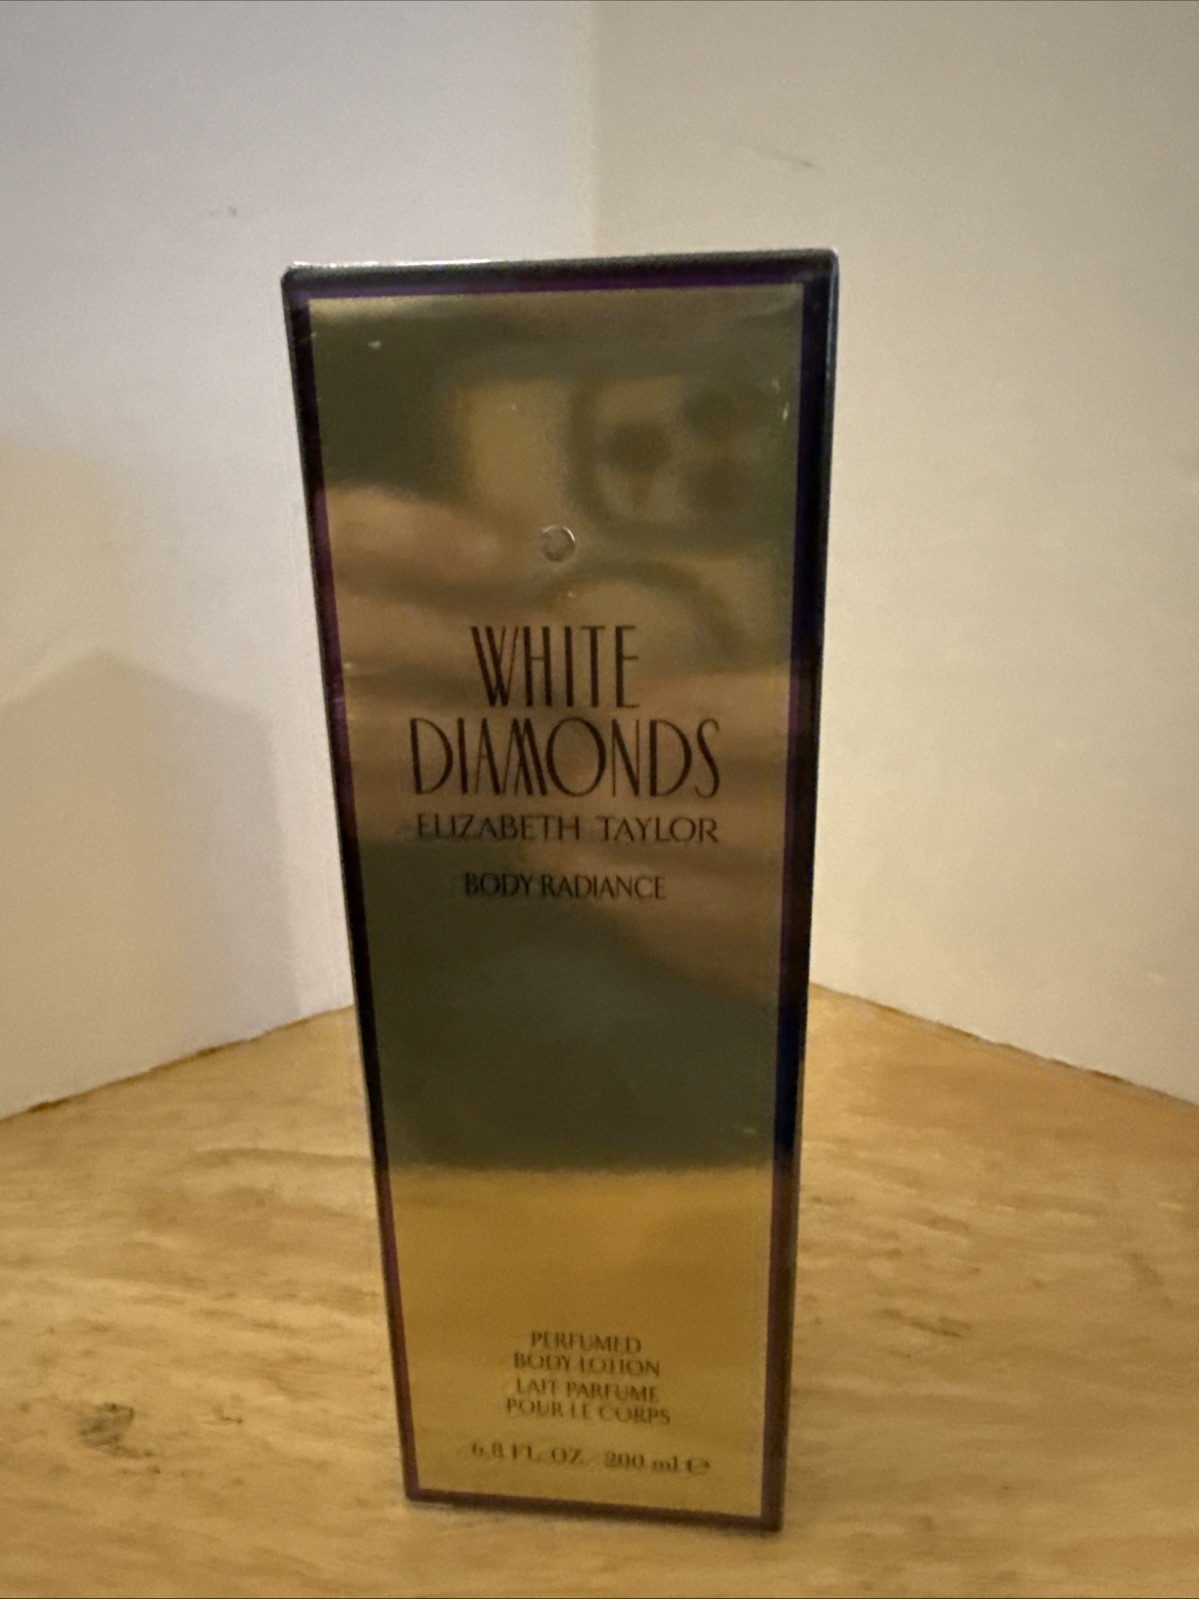 WHITE
DIAMONDS
ELIZABETH TAYLOR
BODY RADIANCE
PERFUMED
BODY LOTION
LAIT PARFUME
POUR LE CORPS
6.8 FL. OZ. 200 ml ℮